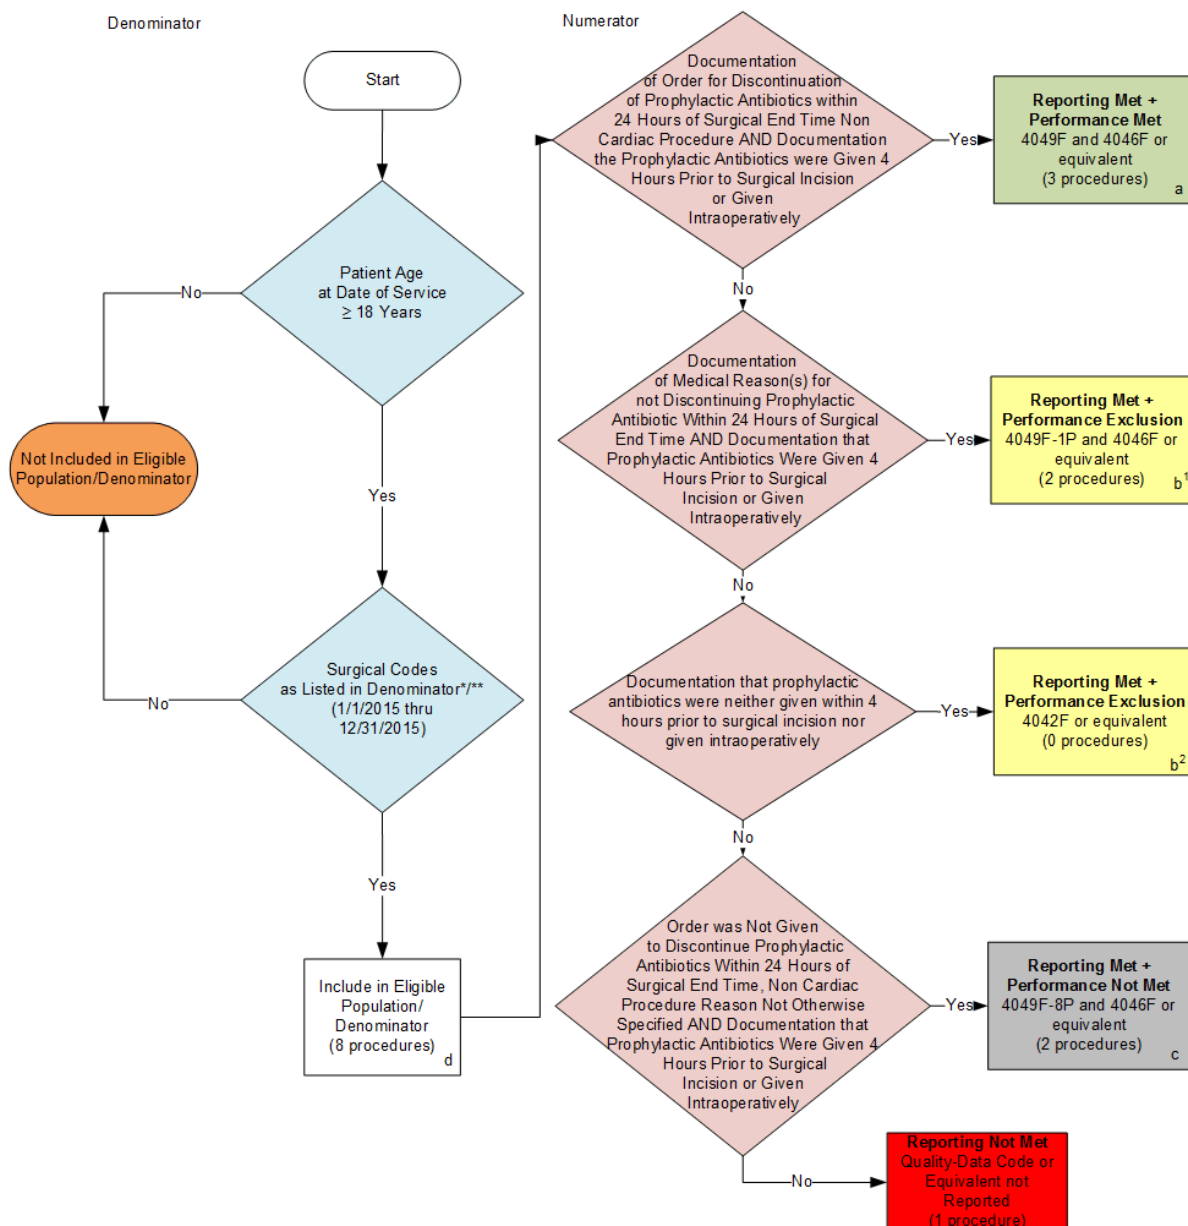 Denominator
Start
Patient Age
at Date of Service
≥ 18 Years
No
Not Included in Eligible
Population/Denominator
Yes
Surgical Codes
as Listed in Denominator*/**
(1/1/2015 thru
12/31/2015)
No
Yes
Include in Eligible
Population/
Denominator
(8 procedures)
d
Numerator
Documentation
of Order for Discontinuation
of Prophylactic Antibiotics within
24 Hours of Surgical End Time Non
Cardiac Procedure AND Documentation
the Prophylactic Antibiotics were Given 4
Hours Prior to Surgical Incision
or Given
Intraoperatively
Yes
Reporting Met +
Performance Met
4049F and 4046F or
equivalent
(3 procedures)
a
No
Documentation
of Medical Reason(s) for
not Discontinuing Prophylactic
Antibiotic Within 24 Hours of Surgical
End Time AND Documentation that
Prophylactic Antibiotics Were Given 4
Hours Prior to Surgical
Incision or Given
Intraoperatively
Yes
Reporting Met +
Performance Exclusion
4049F-1P and 4046F or
equivalent
(2 procedures)
b¹
No
Documentation that prophylactic
antibiotics were neither given within 4
hours prior to surgical incision nor
given intraoperatively
Yes
Reporting Met +
Performance Exclusion
4042F or equivalent
(0 procedures)
b²
No
Order was Not Given
to Discontinue Prophylactic
Antibiotics Within 24 Hours of
Surgical End Time, Non Cardiac
Procedure Reason Not Otherwise
Specified AND Documentation that
Prophylactic Antibiotics Were Given 4
Hours Prior to Surgical
Incision or Given
Intraoperatively
Yes
Reporting Met +
Performance Not Met
4049F-8P and 4046F or
equivalent
(2 procedures)
c
No
Reporting Not Met
Quality-Data Code or
Equivalent not
Reported
(1 procedure)